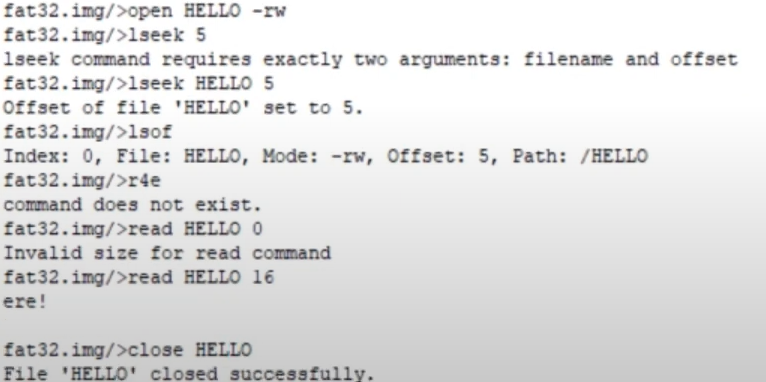 fat32.img/>open HELLO -rw
fat32.img/>lseek 5
lseek command requires exactly two arguments: filename and offset
fat32.img/>lseek HELLO 5
Offset of file 'HELLO' set to 5.
fat32.img/>lsof
Index: 0, File: HELLO, Mode: -rw, Offset: 5, Path: /HELLO
fat32.img/>r4e
command does not exist.
fat32.img/>read HELLO 0
Invalid size for read command
fat32.img/>read HELLO 16
ere!
fat32.img/>close HELLO
File 'HELLO' closed successfully.